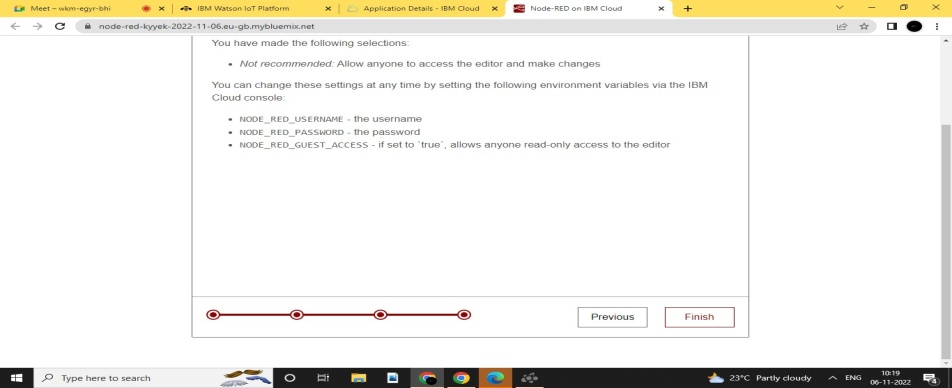 Meet – wkm-egyr-bhi
IBM Watson IoT Platform
Application Details - IBM Cloud
Node-RED on IBM Cloud
node-red-kyyek-2022-11-06.eu-gb.mybluemix.net
You have made the following selections:
• Not recommended: Allow anyone to access the editor and make changes
You can change these settings at any time by setting the following environment variables via the IBM
Cloud console:
• NODE_RED_USERNAME - the username
• NODE_RED_PASSWORD - the password
• NODE_RED_GUEST_ACCESS - if set to `true`, allows anyone read-only access to the editor
Previous
Finish
Type here to search
23°C Partly cloudy
ENG
10:19
06-11-2022